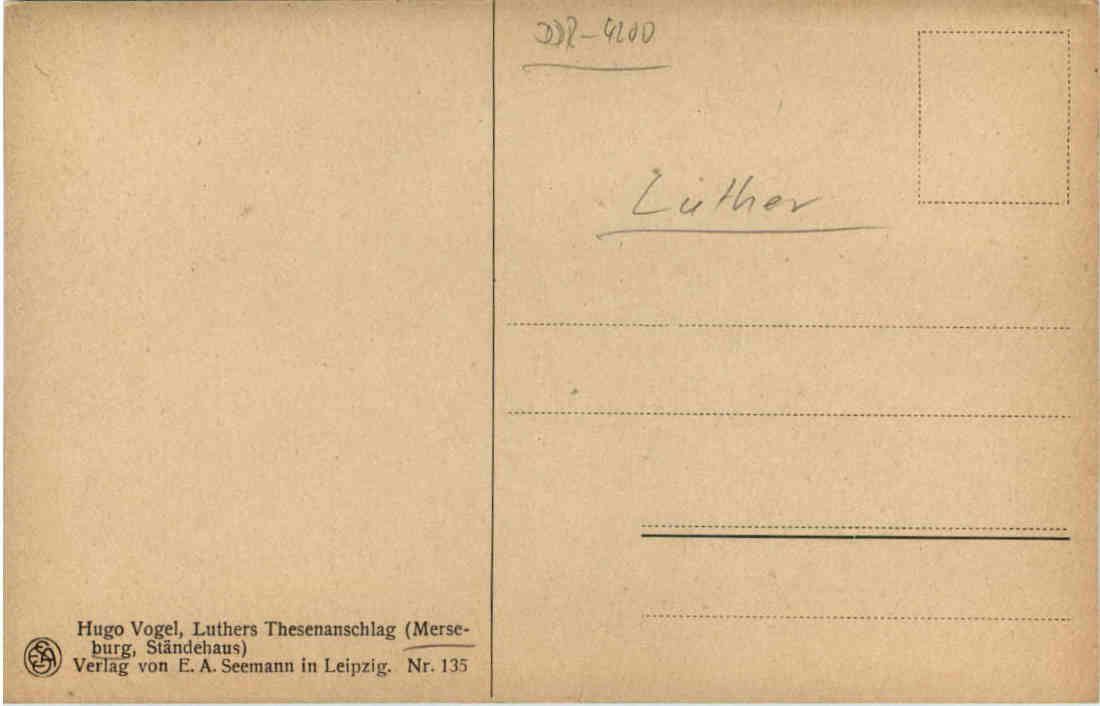 DDR-4200
Luther
Hugo Vogel, Luthers Thesenanschlag (Merse-
burg, Ständehaus)
Verlag von E. A. Seemann in Leipzig. Nr. 135